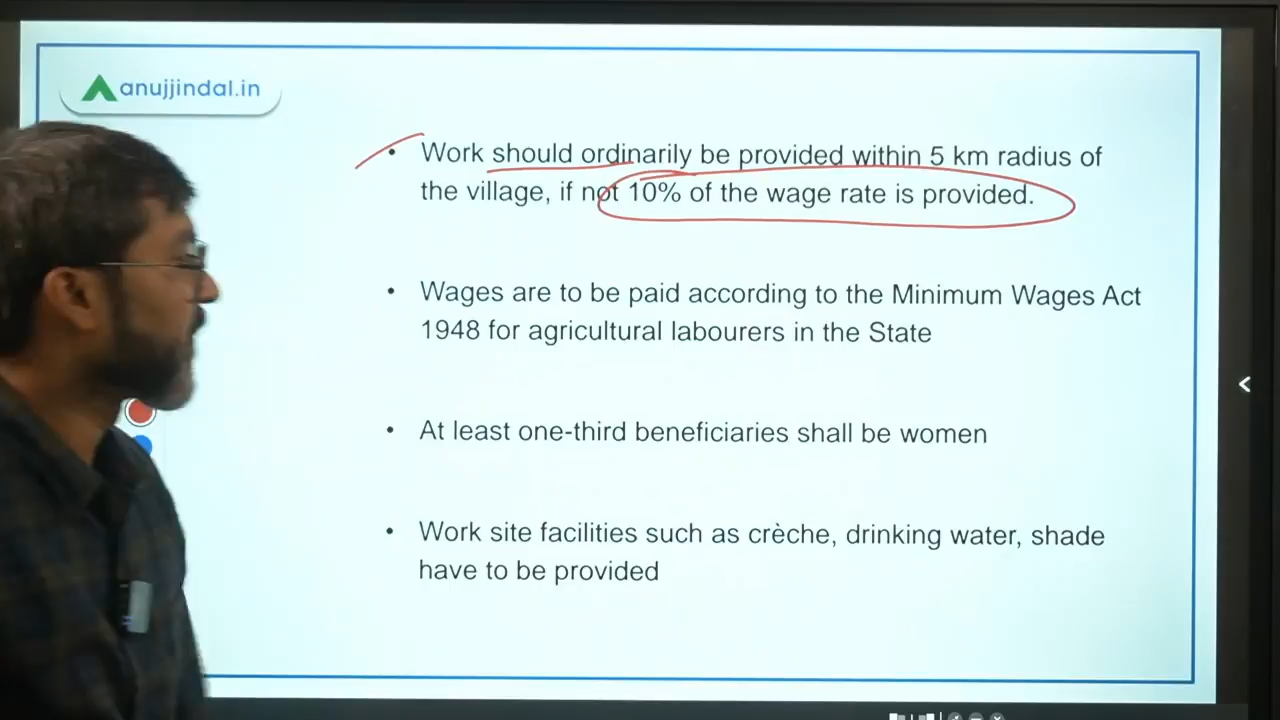 anujjindal.in
• Work should ordinarily be provided within 5 km radius of
the village, if not 10% of the wage rate is provided.
• Wages are to be paid according to the Minimum Wages Act
1948 for agricultural labourers in the State
• At least one-third beneficiaries shall be women
• Work site facilities such as crèche, drinking water, shade
have to be provided